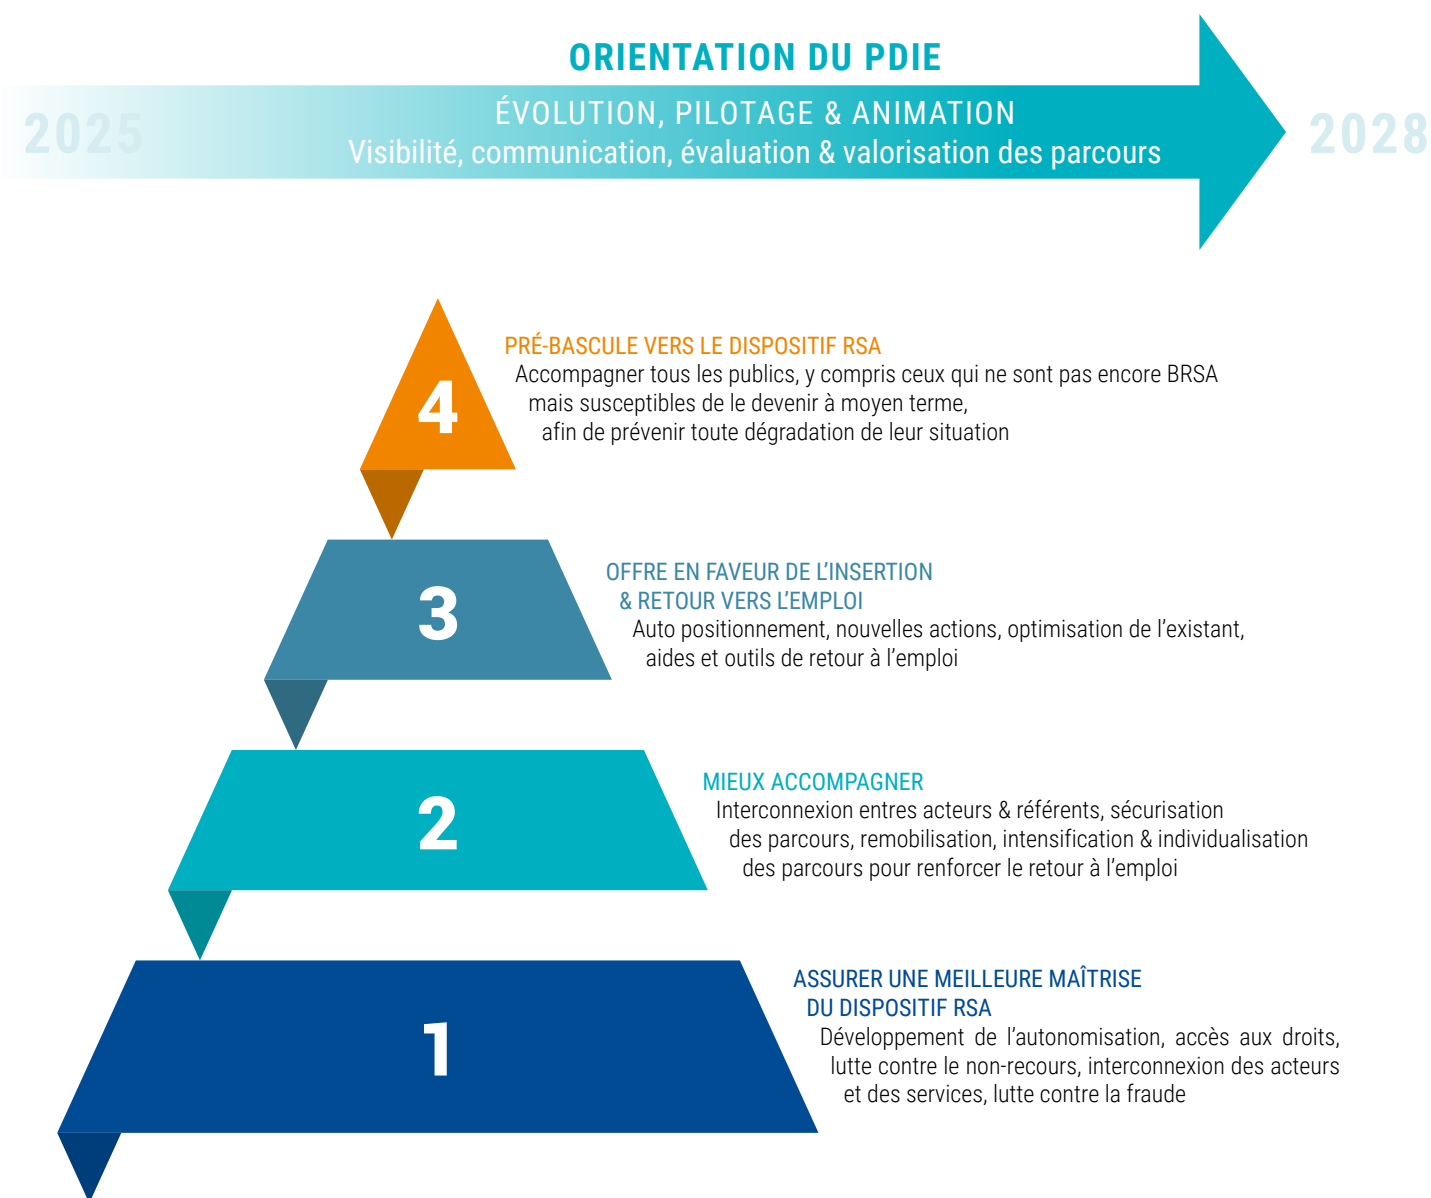 ORIENTATION DU PDIE
2025
ÉVOLUTION, PILOTAGE & ANIMATION
Visibilité, communication, évaluation & valorisation des parcours
2028
4
PRÉ-BASCULE VERS LE DISPOSITIF RSA
Accompagner tous les publics, y compris ceux qui ne sont pas encore BRSA
mais susceptibles de le devenir à moyen terme,
afin de prévenir toute dégradation de leur situation
3
OFFRE EN FAVEUR DE L’INSERTION
& RETOUR VERS L’EMPLOI
Auto positionnement, nouvelles actions, optimisation de l’existant,
aides et outils de retour à l’emploi
2
MIEUX ACCOMPAGNER
Interconnexion entres acteurs & référents, sécurisation
des parcours, remobilisation, intensification & individualisation
des parcours pour renforcer le retour à l’emploi
1
ASSURER UNE MEILLEURE MAÎTRISE
DU DISPOSITIF RSA
Développement de l’autonomisation, accès aux droits,
lutte contre le non-recours, interconnexion des acteurs
et des services, lutte contre la fraude